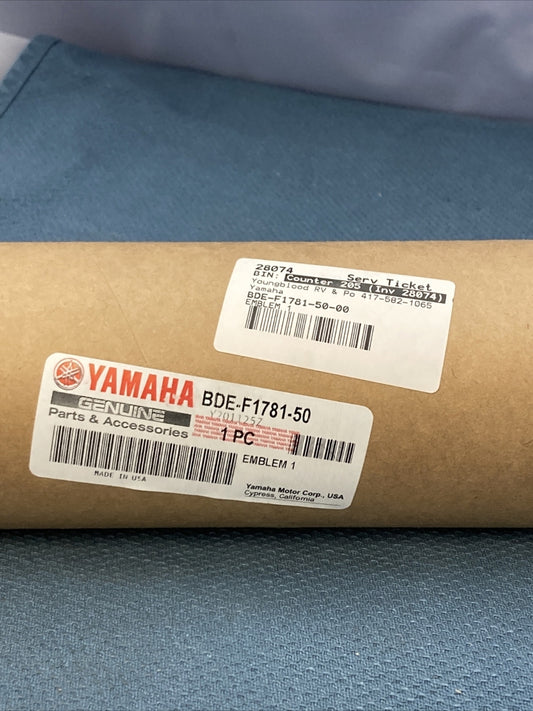 28074 Serv Ticket
BIN: Counter 205 (Inv 28074)
Youngblood RV & Po 417-582-1065
Yamaha
BDE-F1781-50-00
EMBLEM 1
YAMAHA BDE-F1781-50
GENUINE
Parts & Accessories
Y201125Z
1 PC
EMBLEM 1
MADE IN USA
Yamaha Motor Corp., USA
Cypress, California